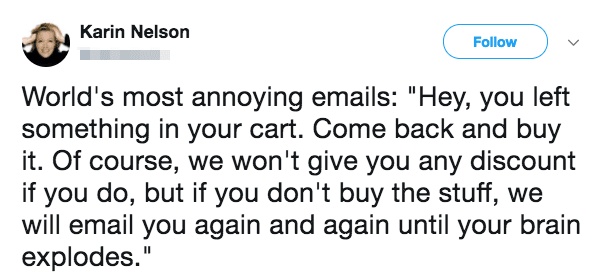 Karin Nelson
Follow
World's most annoying emails: "Hey, you left
something in your cart. Come back and buy
it. Of course, we won't give you any discount
if you do, but if you don't buy the stuff, we
will email you again and again until your brain
explodes."